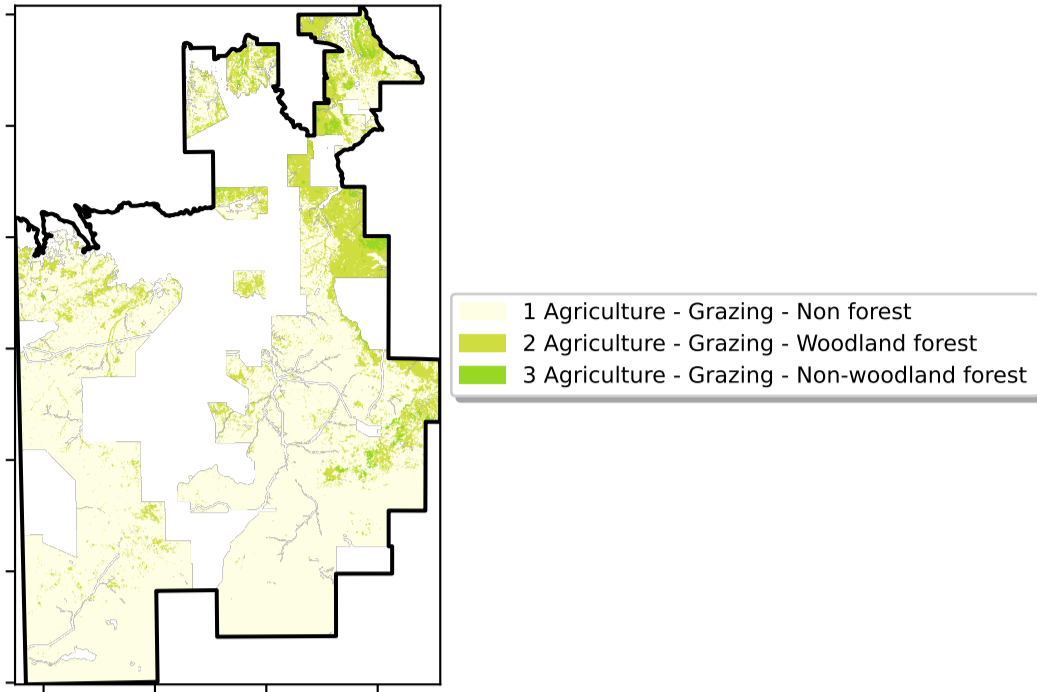 1 Agriculture - Grazing - Non forest
2 Agriculture - Grazing - Woodland forest
3 Agriculture - Grazing - Non-woodland forest